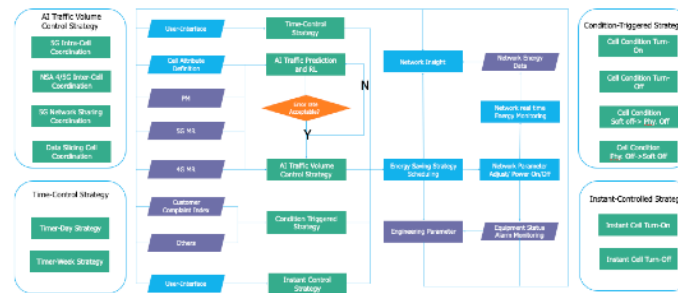 AI Traffic Volume
Control Strategy
5G Intra-Cell
Coordination
NSA 4/5G Inter-Cell
Coordination
5G Network Sharing
Coordination
Data Slicing Cell
Coordination
Time-Control Strategy
Timer-Day Strategy
Timer-Week Strategy
User-Interface
Cell Attribute
Definition
PM
5G MR
4G MR
Customer
Complaint Index
Others
User-Interface
Time-Control
Strategy
AI Traffic Prediction
and RL
Acceptable?
N
Y
AI Traffic Volume
Control Strategy
Condition Triggered
Strategy
Instant Control
Strategy
Network Insight
Energy Saving Strategy
Scheduling
Engineering Parameter
Network Energy
Data
Network real time
Energy Monitoring
Network Parameter
Adjust/ Power On/Off
Equipment Status
Alarm Monitoring
Condition-Triggered Strateg
Cell Condition Turn-
On
Cell Condition Turn-
Off
Cell Condition
Soft off-> Phy. Off
Cell Condition
Phy. Off->Soft Off
Instant-Controlled Strateg
Instant Cell Turn-On
Instant Cell Turn-Off